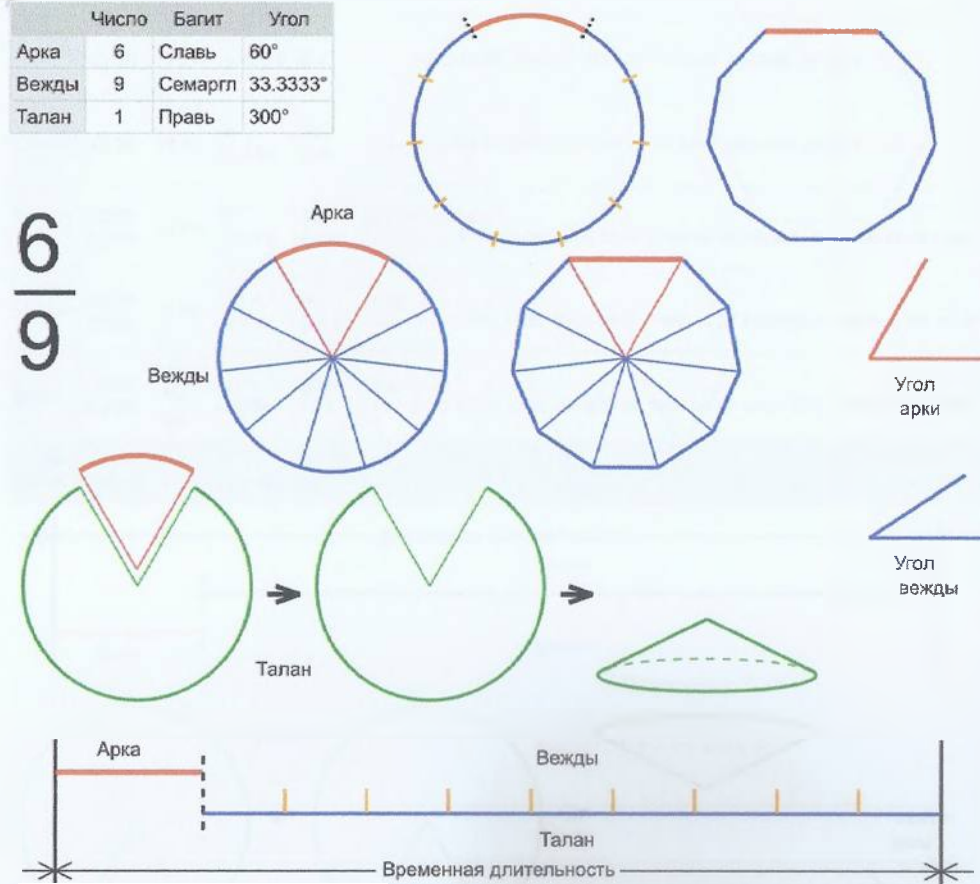 Число Багит Угол
Арка 6 Славь 60°
Вежды 9 Семаргл 33.3333°
Талан 1 Правь 300°
6
9
Арка
Вежды
Угол
арки
Угол
вежды
Талан
Арка
Вежды
Талан
Временная длительность